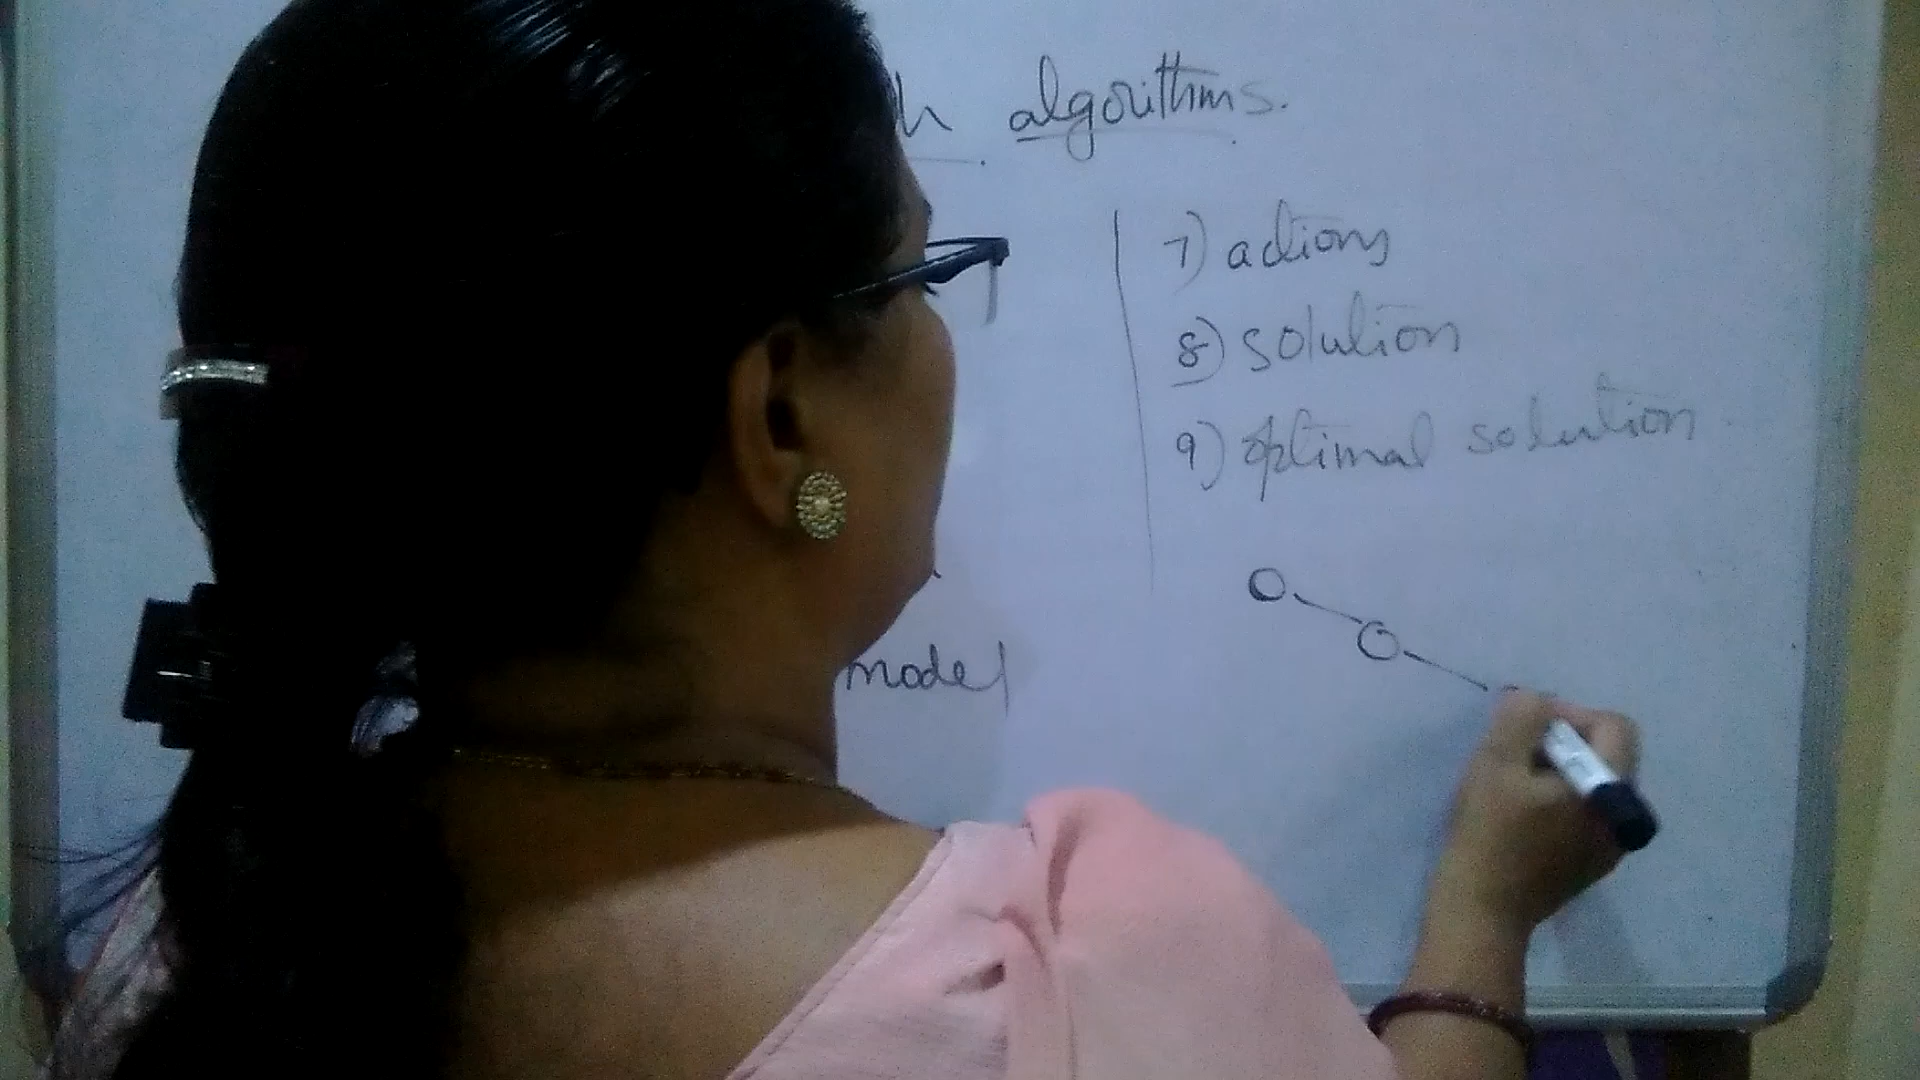 algorithms.
7) actions
8) solution
9) optimal solution
model